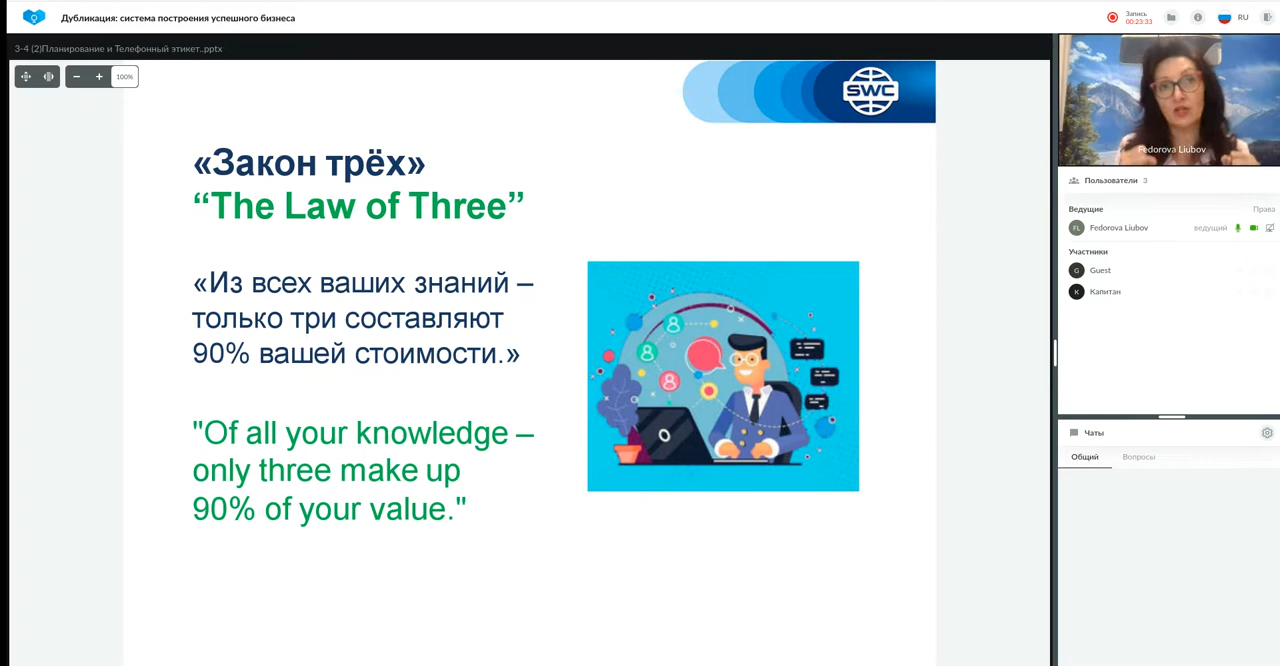 Дубликация: система построения успешного бизнеса
Запись
00:23:33
RU
3-4 (2)Планирование и Телефонный этикет..pptx
100%
SWC
«Закон трёх»
“The Law of Three”
«Из всех ваших знаний –
только три составляют
90% вашей стоимости.»
"Of all your knowledge –
only three make up
90% of your value."
Fedorova Liubov
Пользователи 3
Ведущие Права
FL Fedorova Liubov ведущий
Участники
G Guest
К Капитан
Чаты
Общий Вопросы